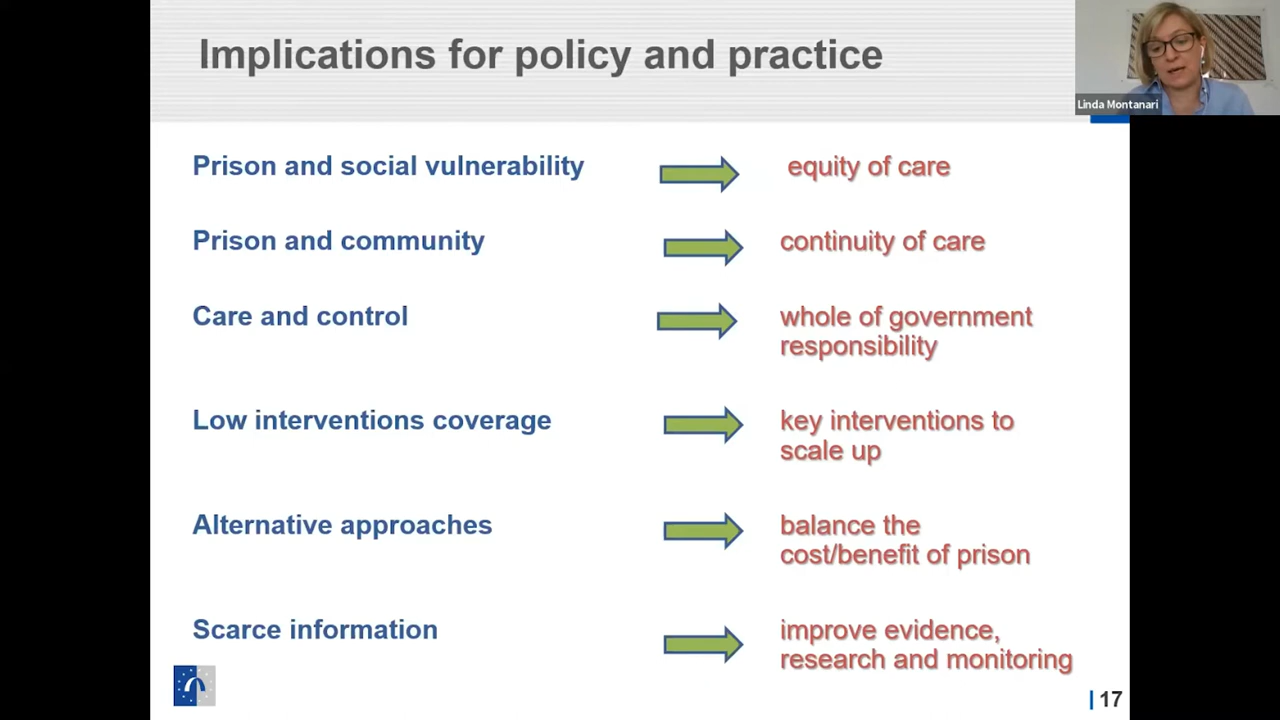 Implications for policy and practice
Linda Montanari
Prison and social vulnerability
equity of care
Prison and community
continuity of care
Care and control
whole of government
responsibility
Low interventions coverage
key interventions to
scale up
Alternative approaches
balance the
cost/benefit of prison
Scarce information
improve evidence,
research and monitoring
| 17